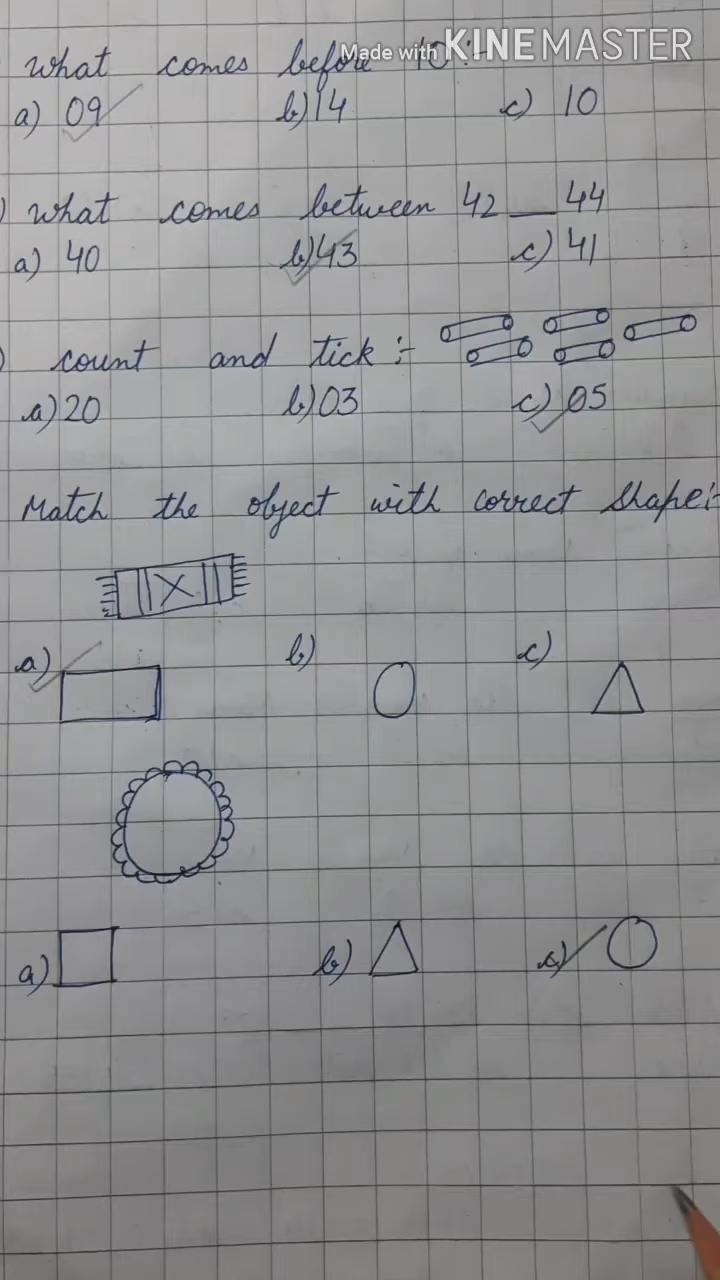 Made with KINEMASTER
what comes before 10:-
a) 09 b) 14 c) 10
) what comes between 42 __ 44
a) 40 b) 43 c) 41
) count and tick:-
a) 20 b) 03 c) 05
Match the object with correct shape:-
X
a) b) c)
a) b) c)